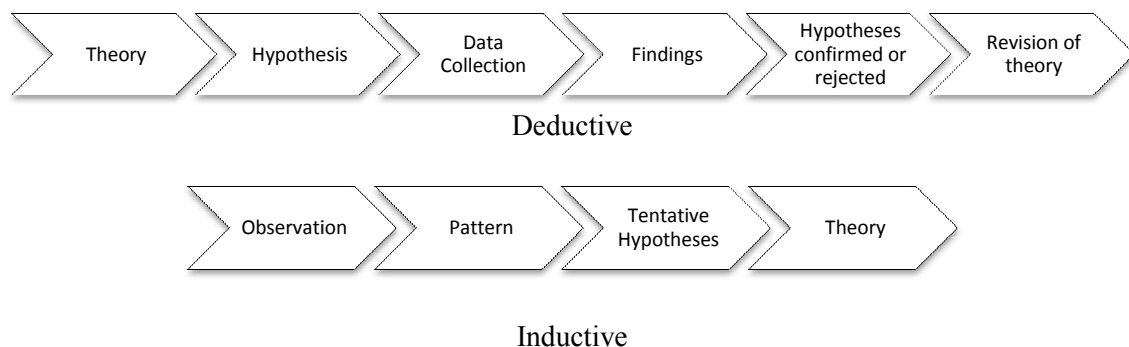 Theory
Hypothesis
Data
Collection
Findings
Hypotheses
confirmed or
rejected
Revision of
theory
Deductive
Observation
Pattern
Tentative
Hypotheses
Theory
Inductive